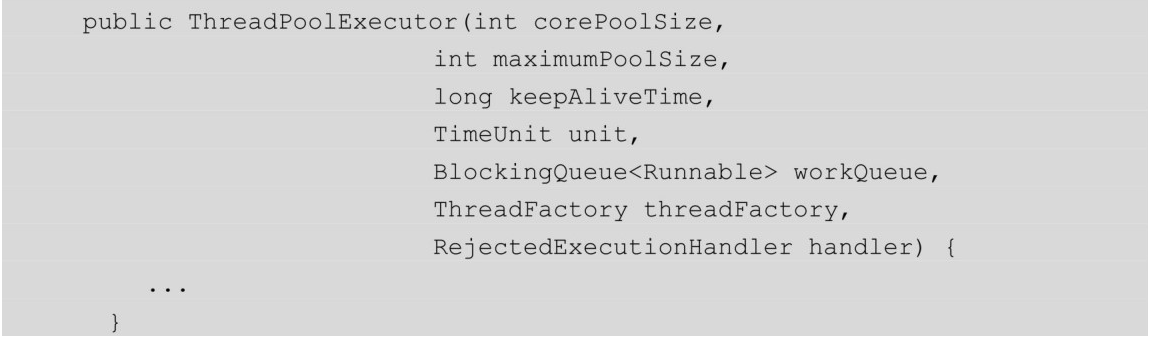 public ThreadPoolExecutor(int corePoolSize,
int maximumPoolSize,
long keepAliveTime,
TimeUnit unit,
BlockingQueue<Runnable> workQueue,
ThreadFactory threadFactory,
RejectedExecutionHandler handler) {
...
}